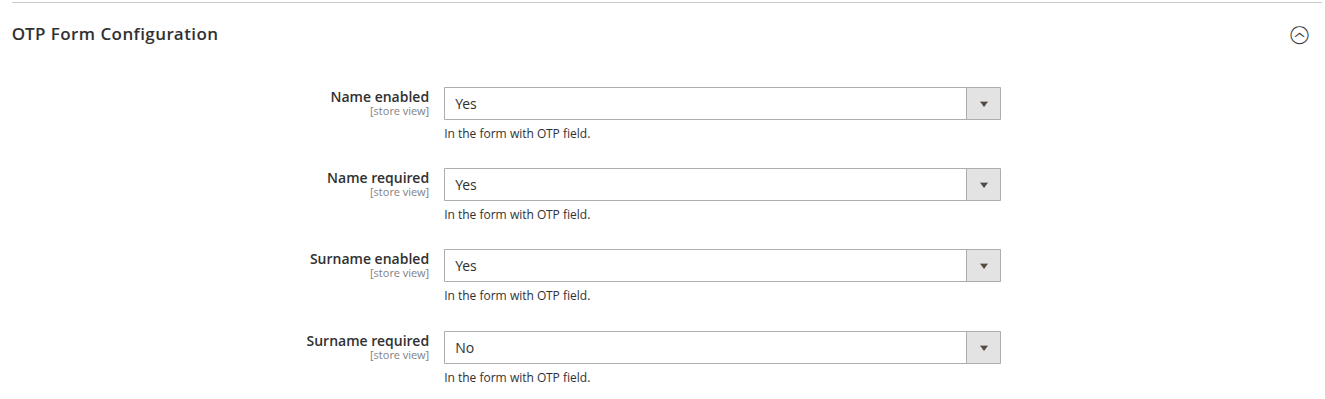 OTP Form Configuration
Name enabled
[store view]
Yes
In the form with OTP field.
Name required
[store view]
Yes
In the form with OTP field.
Surname enabled
[store view]
Yes
In the form with OTP field.
Surname required
[store view]
No
In the form with OTP field.